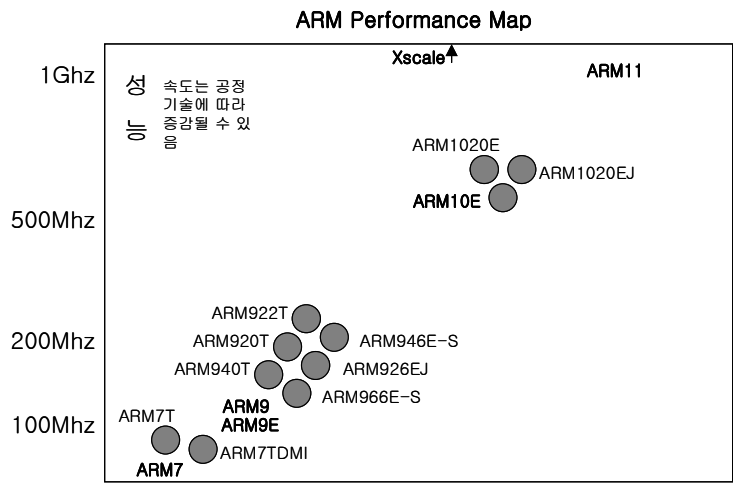 ARM Performance Map
Xscale
1Ghz
ARM11
성
능
속도는 공정
기술에 따라
증감될 수 있
음
ARM1020E
ARM1020EJ
ARM10E
500Mhz
ARM922T
ARM920T
ARM946E-S
200Mhz
ARM940T
ARM926EJ
ARM966E-S
ARM9
ARM9E
ARM7T
100Mhz
ARM7TDMI
ARM7